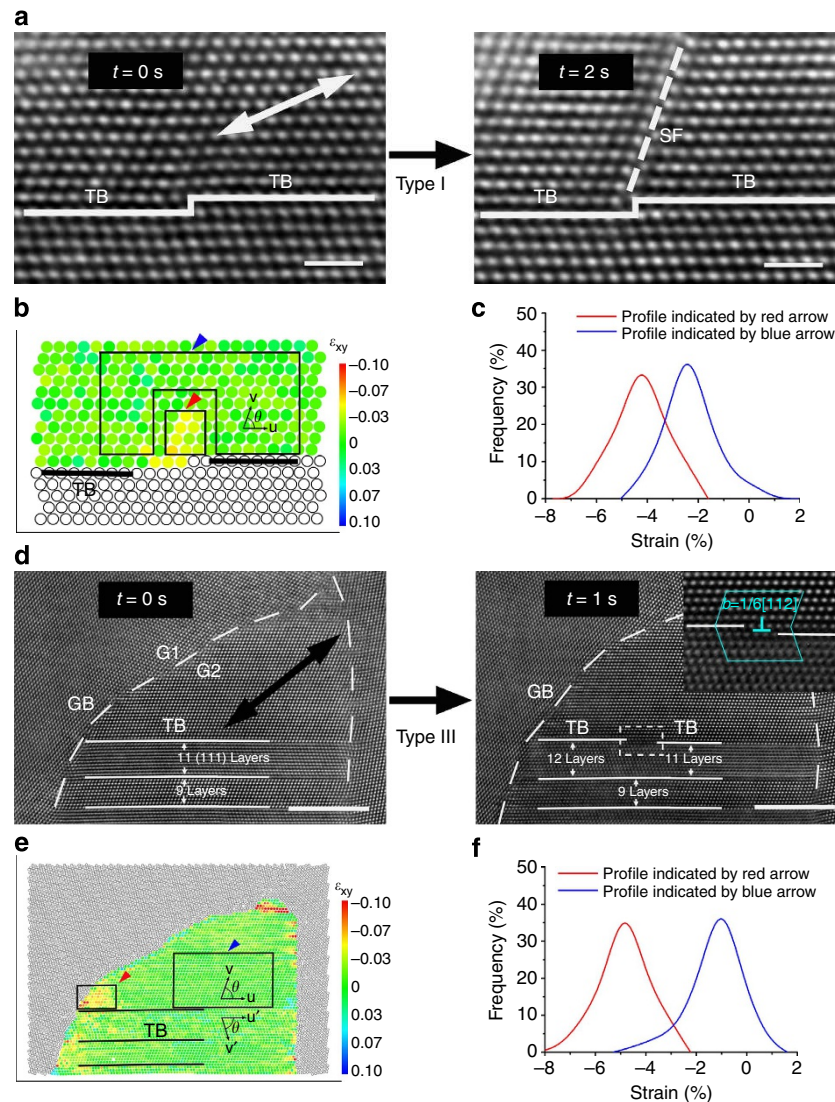 a
t = 0 s
TB
TB
Type I
t = 2 s
SF
TB
TB
b
εxy
–0.10
–0.07
–0.03
0
0.03
0.07
0.10
v
θ
u
TB
c
Profile indicated by red arrow
Profile indicated by blue arrow
Frequency (%)
50
40
30
20
10
0
–8
–6
–4
–2
0
2
Strain (%)
d
t = 0 s
G1
G2
GB
TB
11 (111) Layers
9 Layers
Type III
t = 1 s
b=1/6[112]
GB
TB
TB
12 Layers
11 Layers
9 Layers
e
εxy
–0.10
–0.07
–0.03
0
0.03
0.07
0.10
v
θ
u
TB
θ
u′
v′
f
Profile indicated by red arrow
Profile indicated by blue arrow
Frequency (%)
50
40
30
20
10
0
–8
–6
–4
–2
0
2
Strain (%)